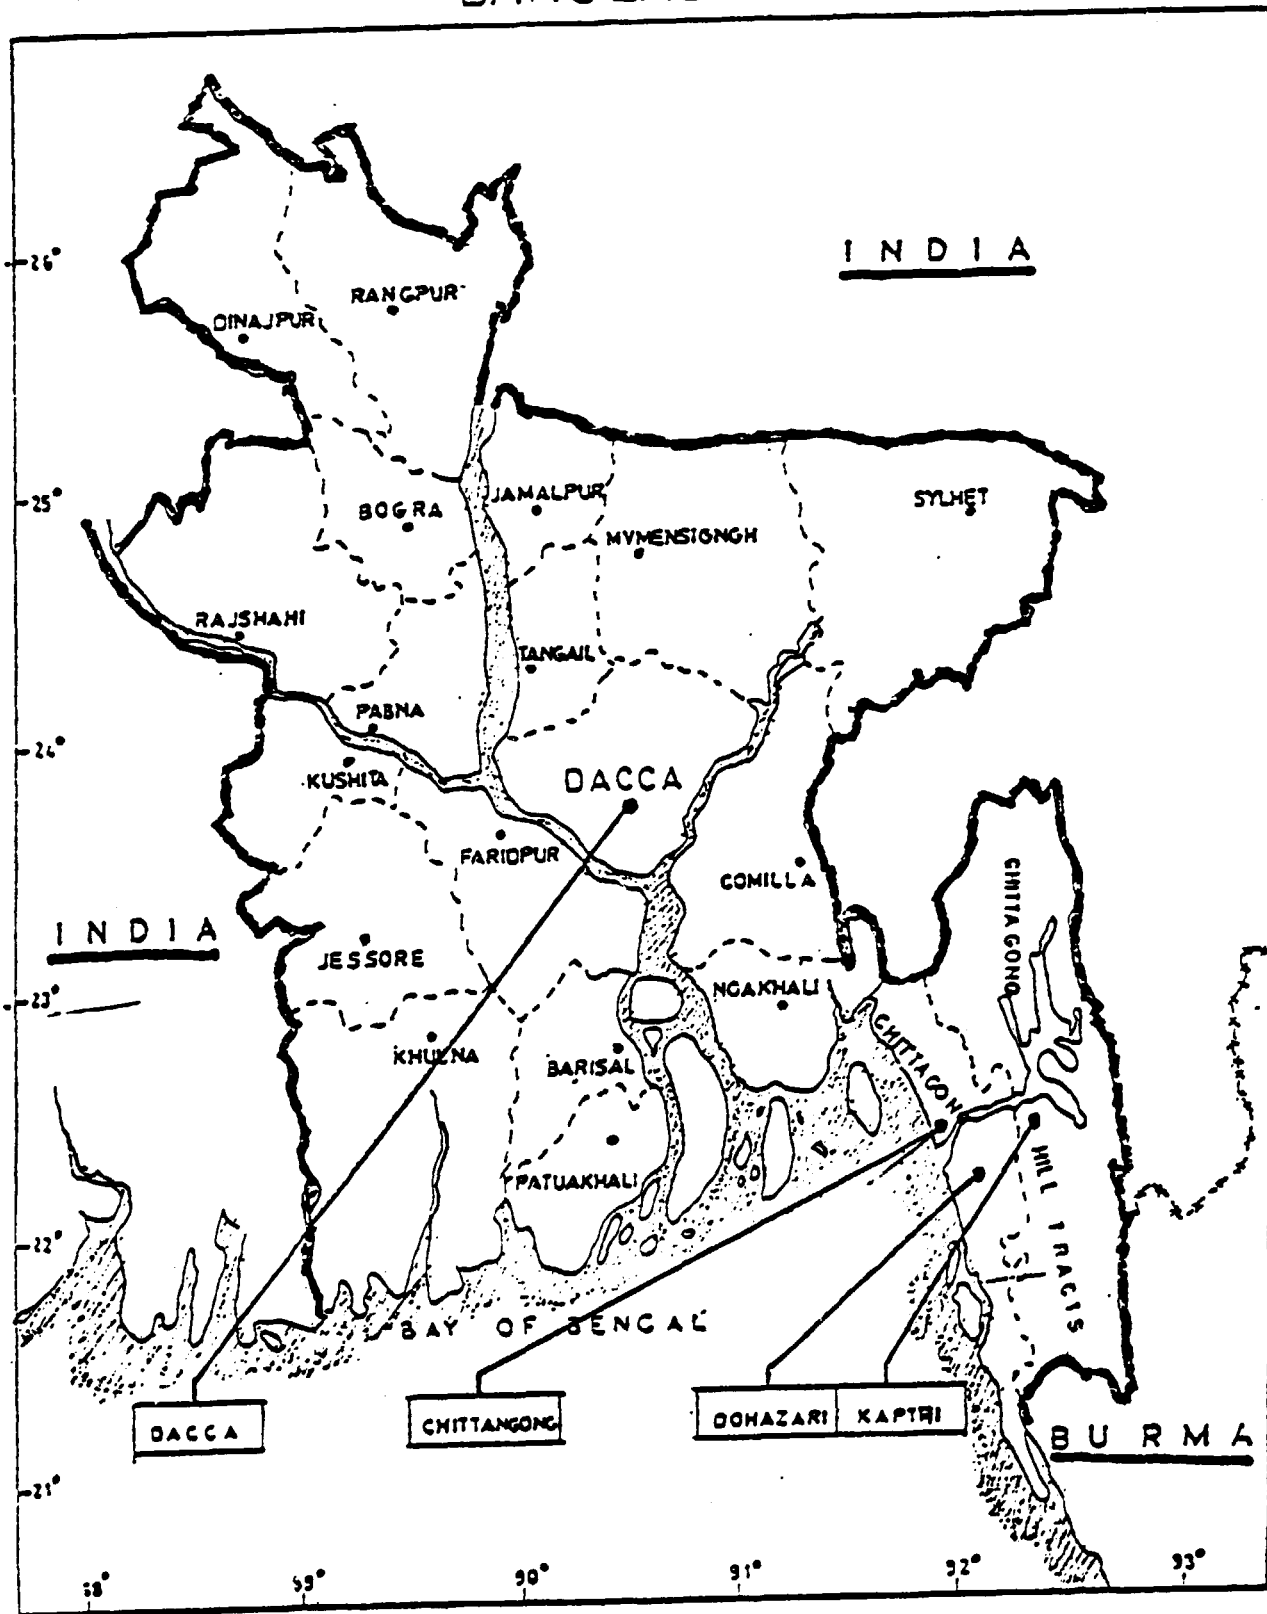 INDIA
26°
RANGPUR
DINAJPUR
25°
JAMALPUR
SYLHET
BOGRA
MYMENSIGNGH
RAJSHAHI
TANGAIL
PABNA
24°
KUSHITA
DACCA
FARIDPUR
COMILLA
CHITTAGONG
INDIA
JESSORE
NGAKHALI
23°
CHITTAGON
KHULNA
BARISAL
HILL TRACTS
PATUAKHALI
22°
BAY OF BENGAL
DACCA
CHITTANGONG
DOHAZARI
KAPTRI
BURMA
21°
88°
89°
90°
91°
92°
93°